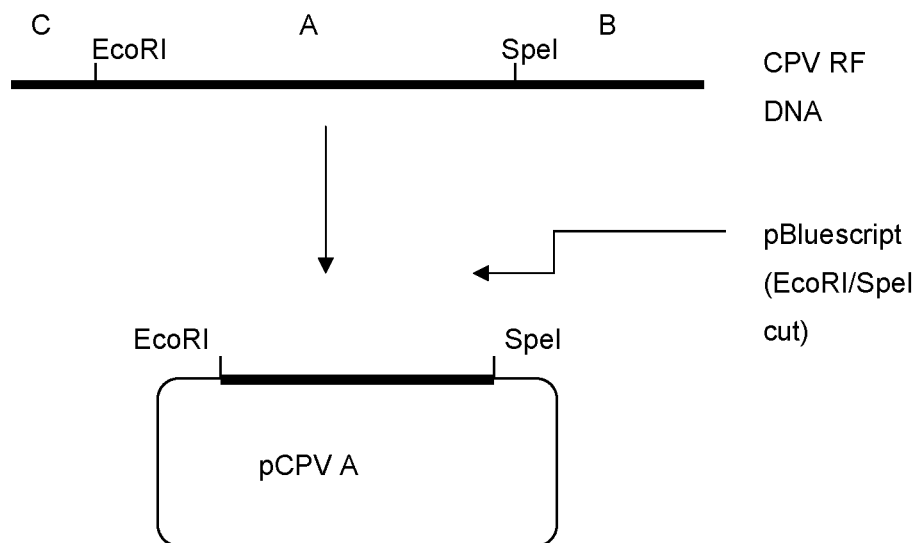 C A B
EcoRI SpeI
CPV RF
DNA
pBluescript
(EcoRI/SpeI
cut)
EcoRI SpeI
pCPV A